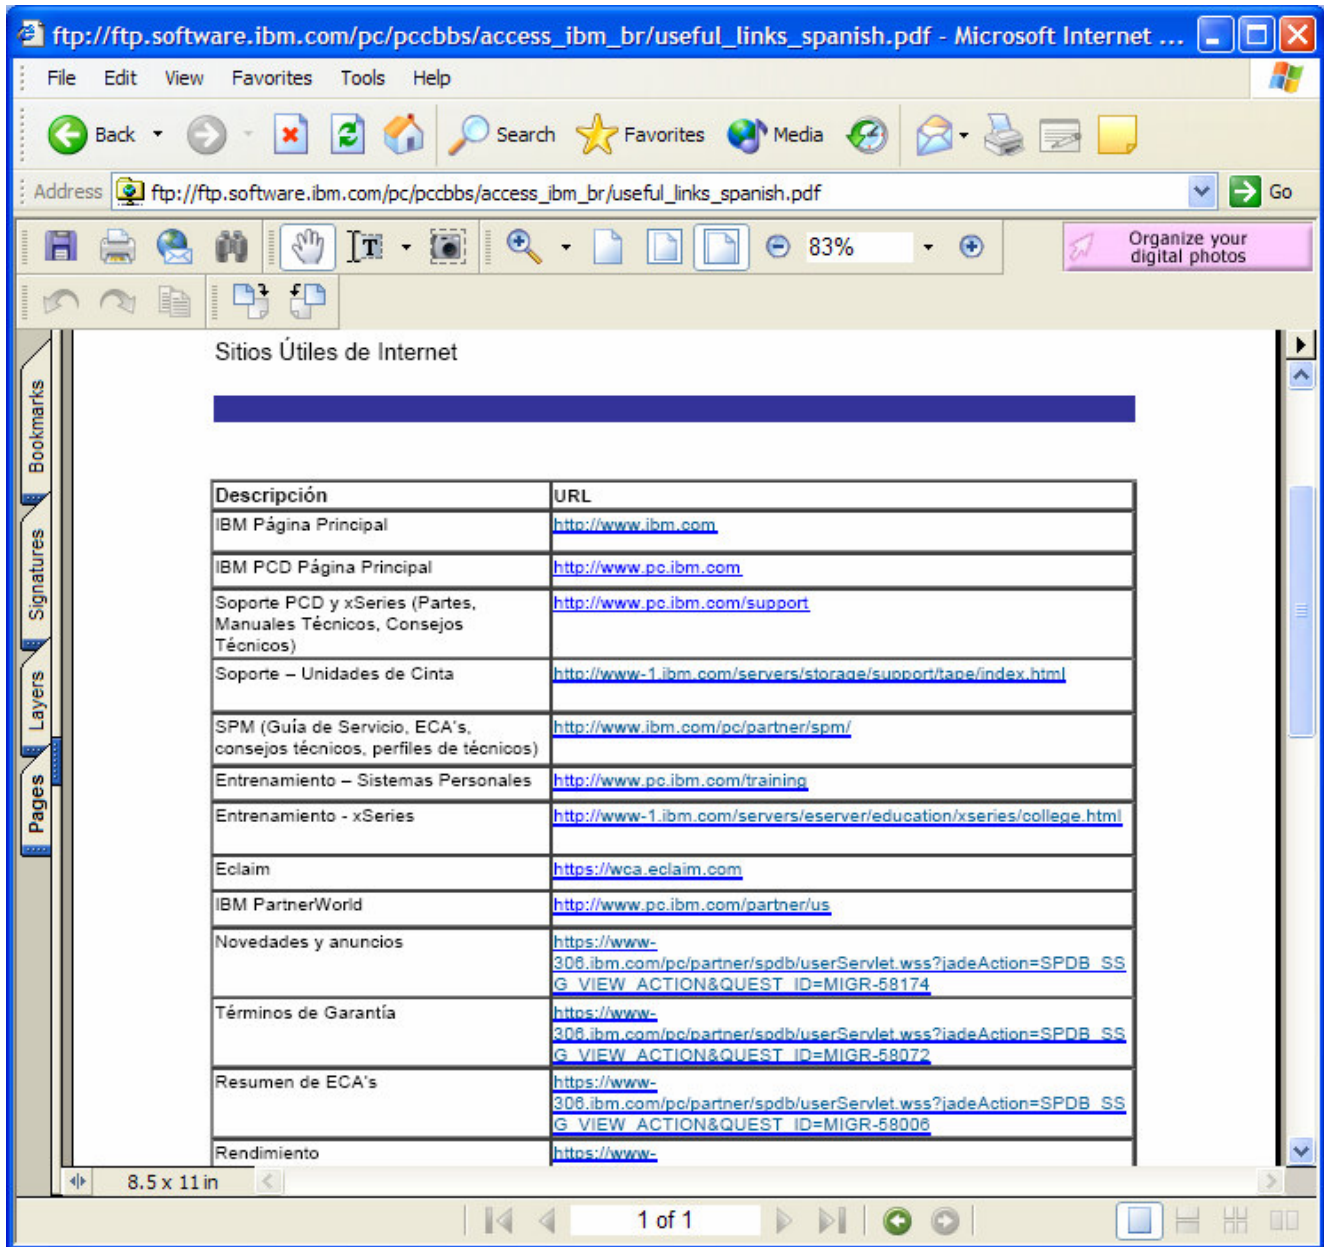 ftp://ftp.software.ibm.com/pc/pccbbs/access_ibm_br/useful_links_spanish.pdf - Microsoft Internet ...
File Edit View Favorites Tools Help
Back Search Favorites Media
Address ftp://ftp.software.ibm.com/pc/pccbbs/access_ibm_br/useful_links_spanish.pdf Go
T 83% Organize your
digital photos
Sitios Útiles de Internet
Bookmarks
Signatures
Layers
Pages
Descripción URL
IBM Página Principal http://www.ibm.com
IBM PCD Página Principal http://www.pc.ibm.com
Soporte PCD y xSeries (Partes, http://www.pc.ibm.com/support
Manuales Técnicos, Consejos
Técnicos)
Soporte – Unidades de Cinta http://www-1.ibm.com/servers/storage/support/tape/index.html
SPM (Guía de Servicio, ECA's, http://www.ibm.com/pc/partner/spm/
consejos técnicos, perfiles de técnicos)
Entrenamiento – Sistemas Personales http://www.pc.ibm.com/training
Entrenamiento - xSeries http://www-1.ibm.com/servers/eserver/education/xseries/college.html
Eclaim https://wca.eclaim.com
IBM PartnerWorld http://www.pc.ibm.com/partner/us
Novedades y anuncios https://www-
306.ibm.com/pc/partner/spdb/userServlet.wss?jadeAction=SPDB_SS
G_VIEW_ACTION&QUEST_ID=MIGR-58174
Términos de Garantía https://www-
306.ibm.com/pc/partner/spdb/userServlet.wss?jadeAction=SPDB_SS
G_VIEW_ACTION&QUEST_ID=MIGR-58072
Resumen de ECA's https://www-
306.ibm.com/pc/partner/spdb/userServlet.wss?jadeAction=SPDB_SS
G_VIEW_ACTION&QUEST_ID=MIGR-58006
Rendimiento https://www-
8.5 x 11 in
1 of 1